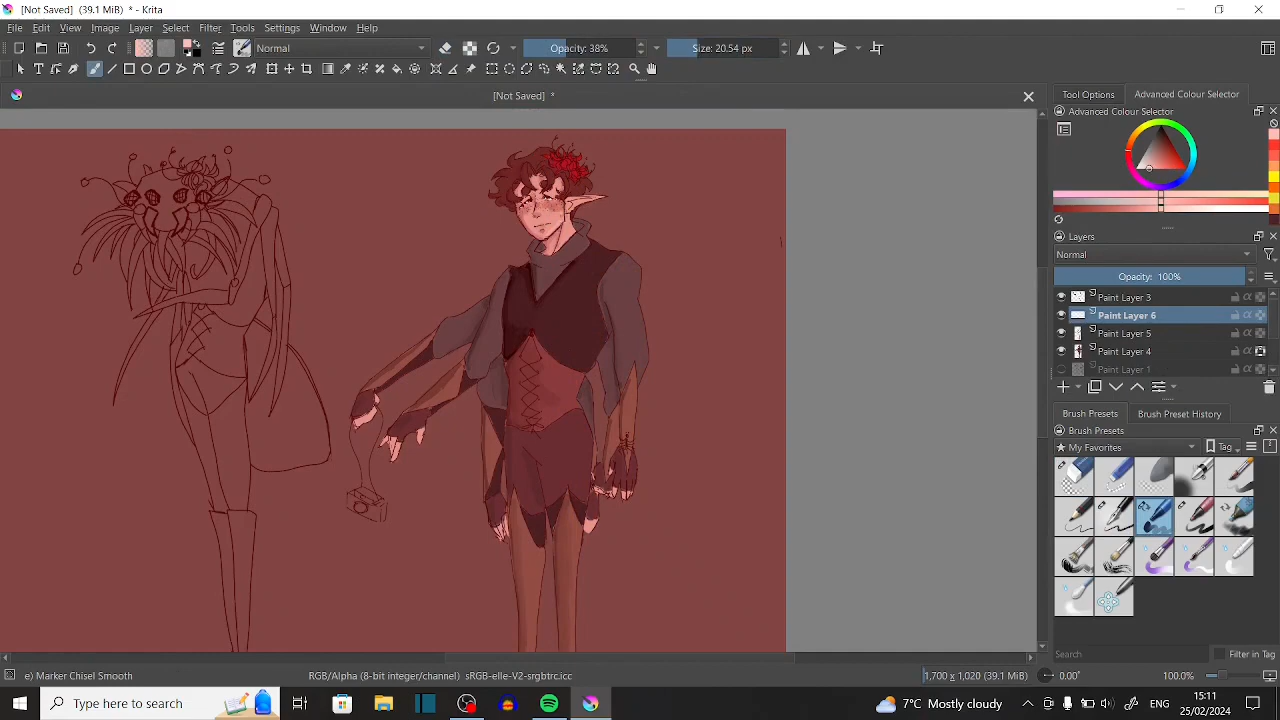 [Not Saved] (39.1 MiB) * - Krita
File Edit View Image Layer Select Filter Tools Settings Window Help
Normal Opacity: 38% Size: 20.54 px
[Not Saved] *
Tool Options Advanced Colour Selector
Advanced Colour Selector
Layers
Normal
Opacity: 100%
Paint Layer 3
Paint Layer 6
Paint Layer 5
Paint Layer 4
Paint Layer 1
Brush Presets Brush Preset History
Brush Presets
My Favorites Tag
Search Filter in Tag
e) Marker Chisel Smooth RGB/Alpha (8-bit integer/channel) sRGB-elle-V2-srgbtrc.icc 1,700 x 1,020 (39.1 MiB) 0.00° 100.0%
Type here to search 7°C Mostly cloudy ENG 15:11
25/02/2024